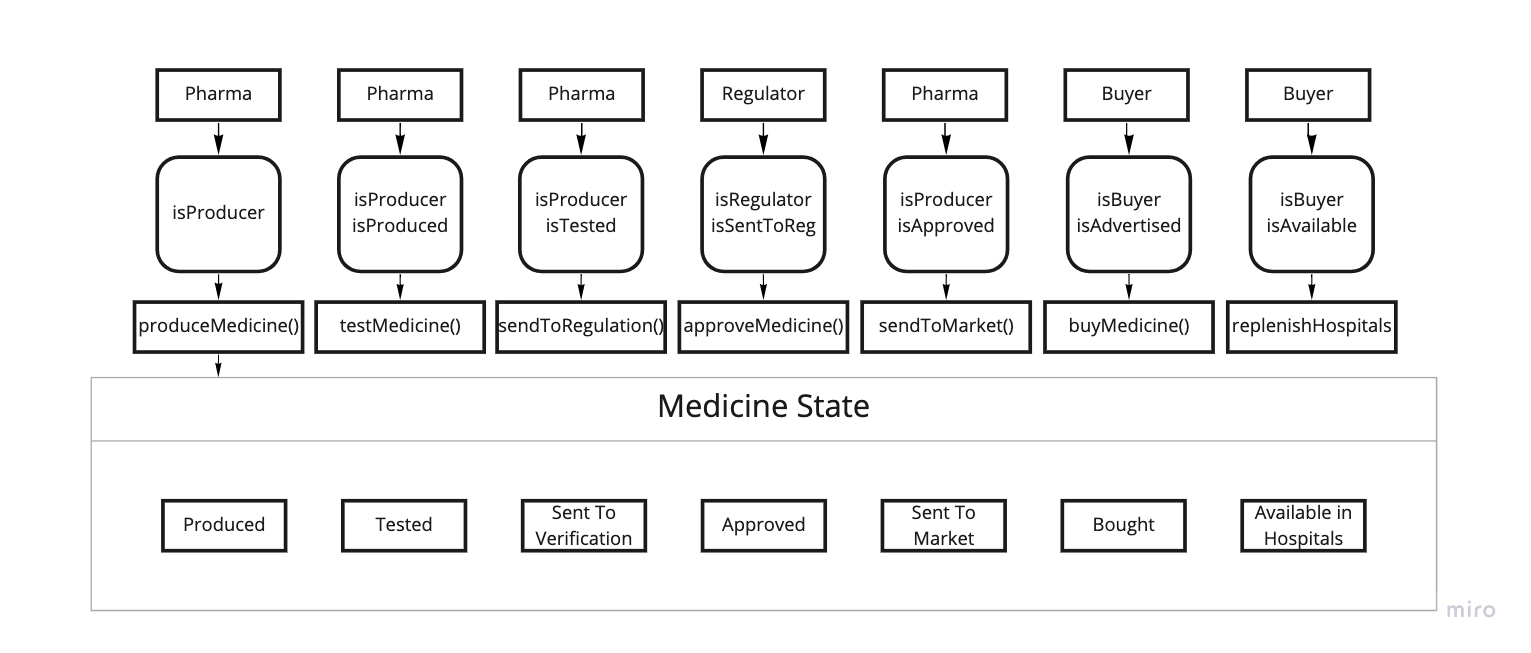 Pharma
Pharma
Pharma
Regulator
Pharma
Buyer
Buyer
isProducer
isProducer
isProduced
isProducer
isTested
isRegulator
isSentToReg
isProducer
isApproved
isBuyer
isAdvertised
isBuyer
isAvailable
produceMedicine()
testMedicine()
sendToRegulation()
approveMedicine()
sendToMarket()
buyMedicine()
replenishHospitals
Medicine State
Produced
Tested
Sent To
Verification
Approved
Sent To
Market
Bought
Available in
Hospitals
miro